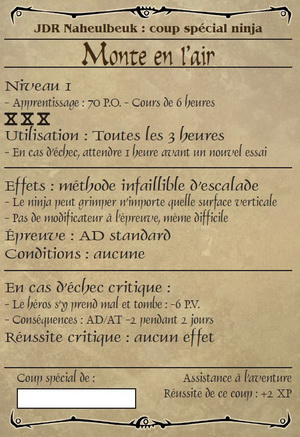 JDR Naheulbeuk : coup spécial ninja
Monte en l'air
Niveau 1
- Apprentissage : 70 P.O. - Cours de 6 heures
Utilisation : Toutes les 3 heures
- En cas d'échec, attendre 1 heure avant un nouvel essai
Effets : méthode infaillible d'escalade
- Le ninja peut grimper n'importe quelle surface verticale
- Pas de modificateur à l'épreuve, même difficile
Épreuve : AD standard
Conditions : aucune
En cas d'échec critique :
- Le héros s'y prend mal et tombe : -6 P.V.
- Conséquences : AD/AT -2 pendant 2 jours
Réussite critique : aucun effet
Coup spécial de :
Assistance à l'aventure
Réussite de ce coup : +2 XP